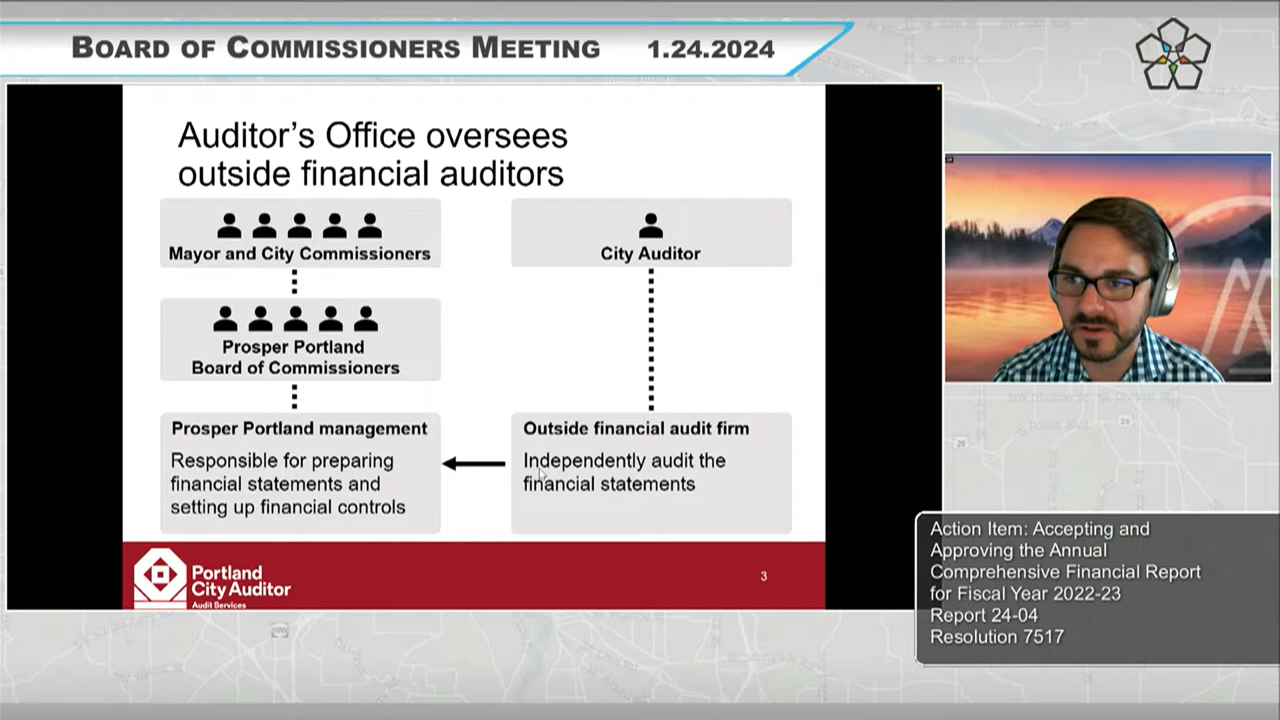 BOARD OF COMMISSIONERS MEETING 1.24.2024
Auditor's Office oversees
outside financial auditors
Mayor and City Commissioners
City Auditor
Prosper Portland
Board of Commissioners
Prosper Portland management
Responsible for preparing
financial statements and
setting up financial controls
Outside financial audit firm
Independently audit the
financial statements
Portland
City Auditor
Audit Services
3
Action Item: Accepting and
Approving the Annual
Comprehensive Financial Report
for Fiscal Year 2022-23
Report 24-04
Resolution 7517
26
26